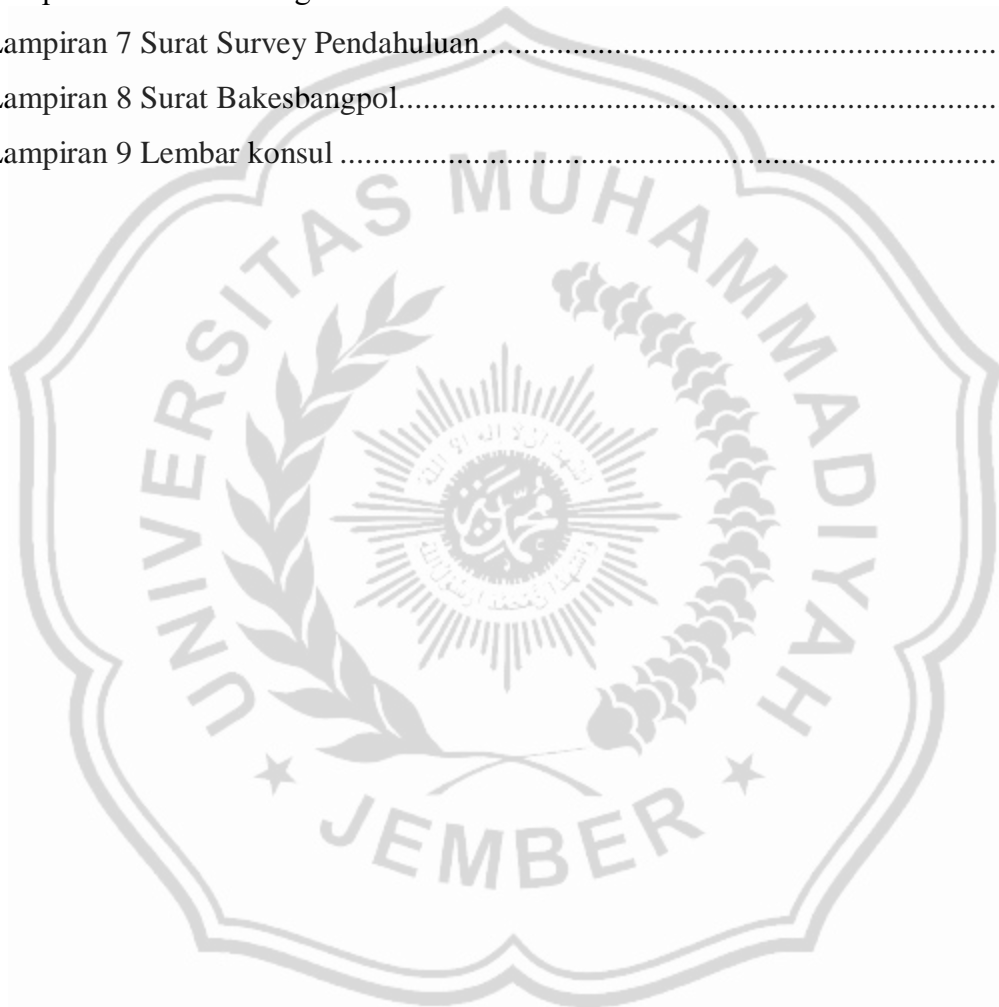 Lampiran 7 Surat Survey Pendahuluan
Lampiran 8 Surat Bakesbangpol
Lampiran 9 Lembar konsul
UNIVERSITAS MUHAMMADIYAH
JEMBER